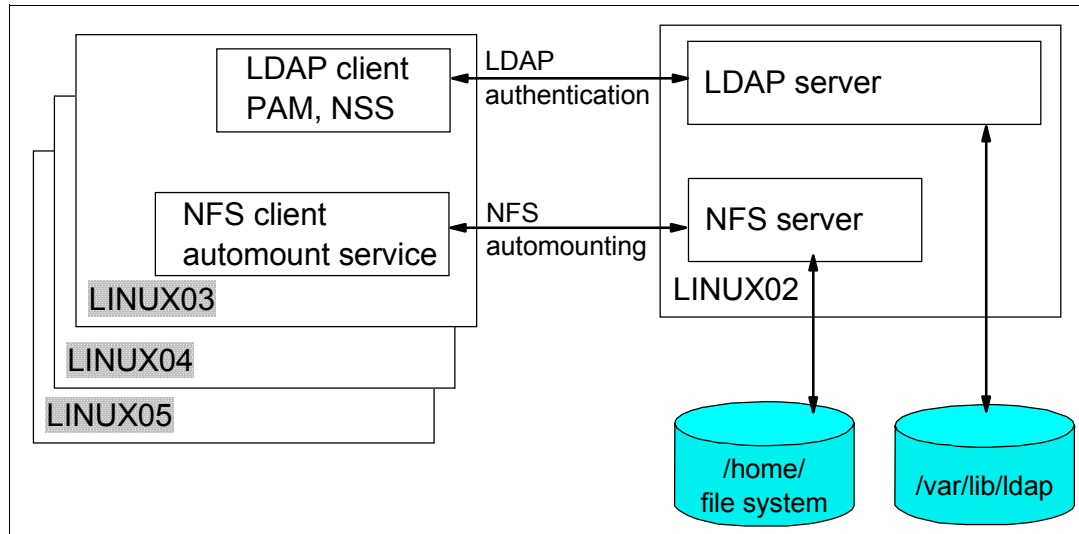 LDAP client
PAM, NSS
LDAP
authentication
LDAP server
NFS client
automount service
NFS
automounting
NFS server
LINUX03
LINUX02
LINUX04
LINUX05
/home/
file system
/var/lib/ldap